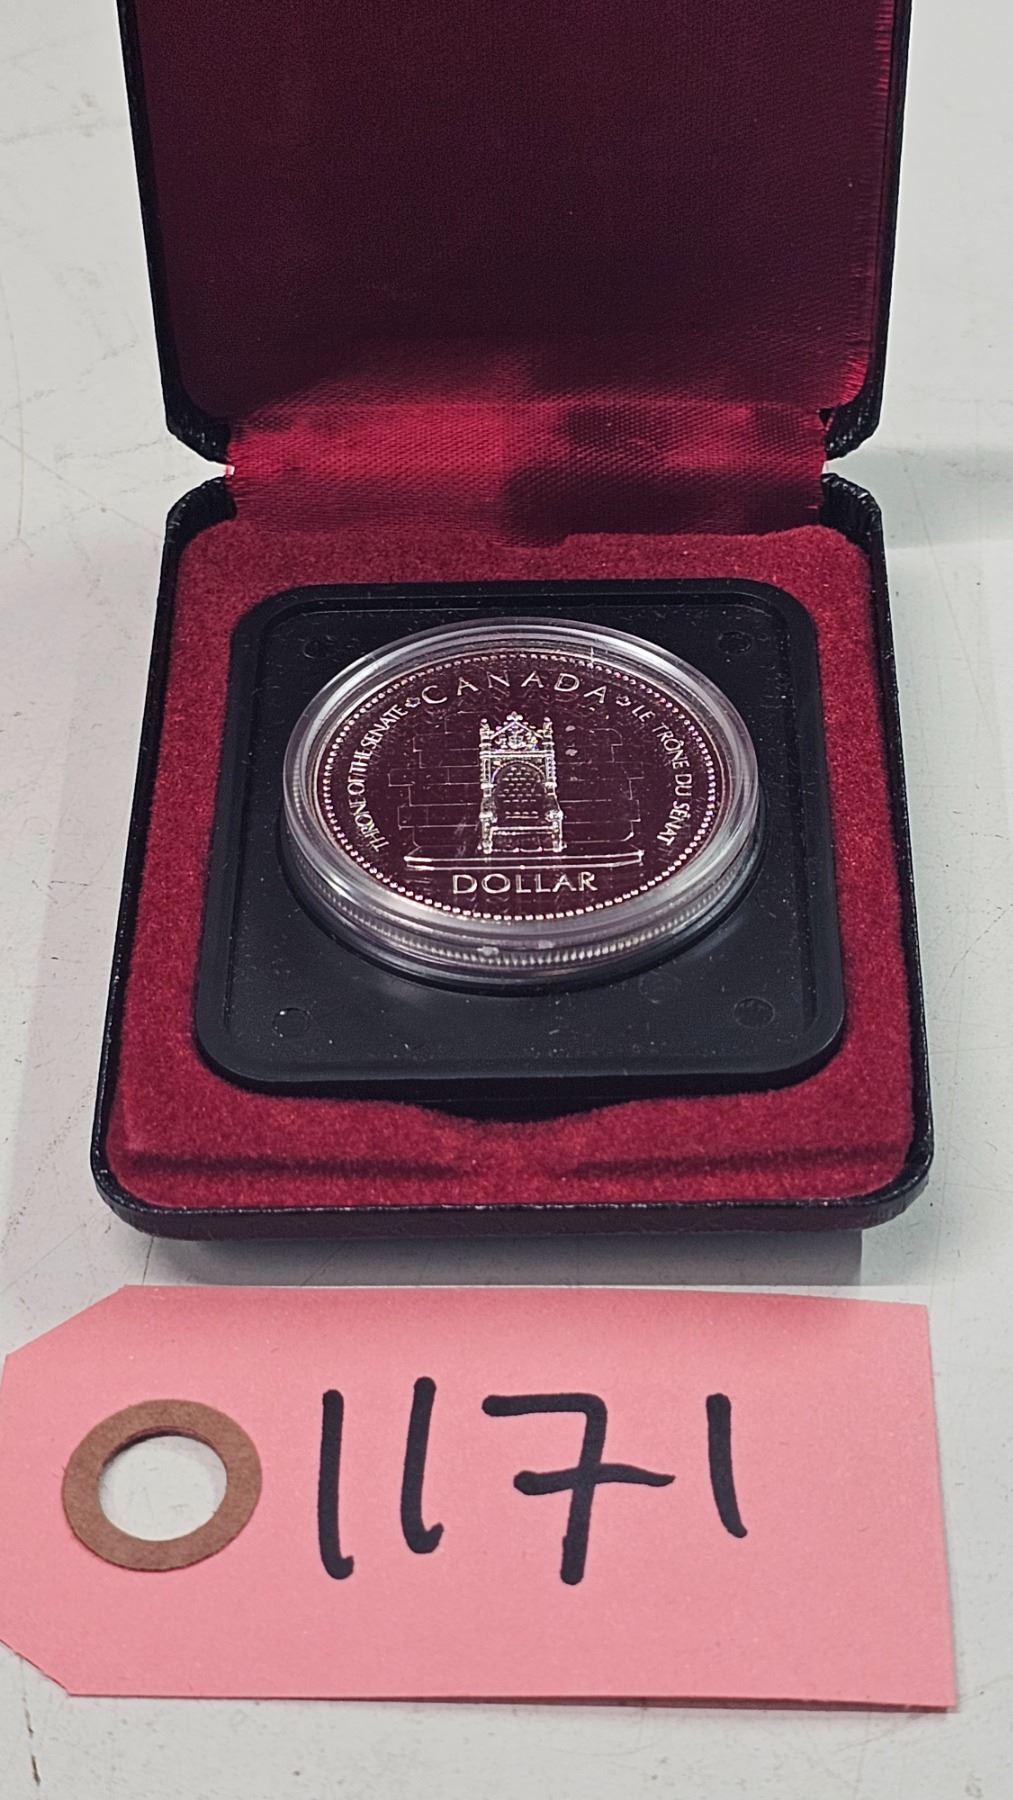 CANADA
THRONE OF THE SENATE
LE TRÔNE DU SÉNAT
DOLLAR
1171